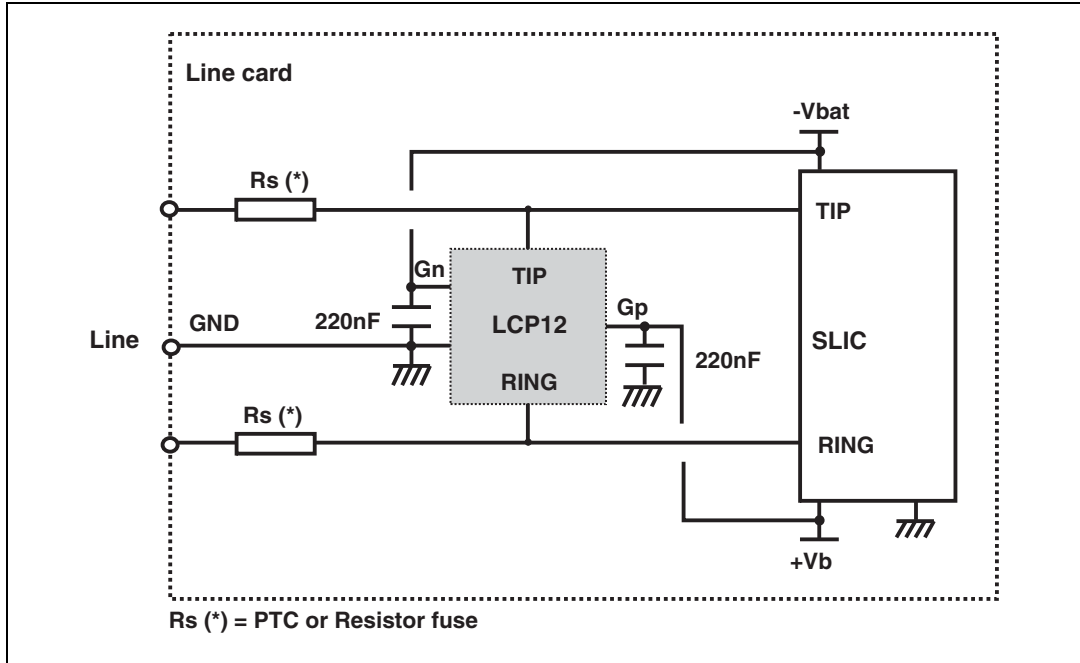 Line card
-Vbat
Rs (*)
TIP
Gn
TIP
Gp
GND
220nF
LCP12
Line
SLIC
220nF
RING
Rs (*)
RING
+Vb
Rs (*) = PTC or Resistor fuse